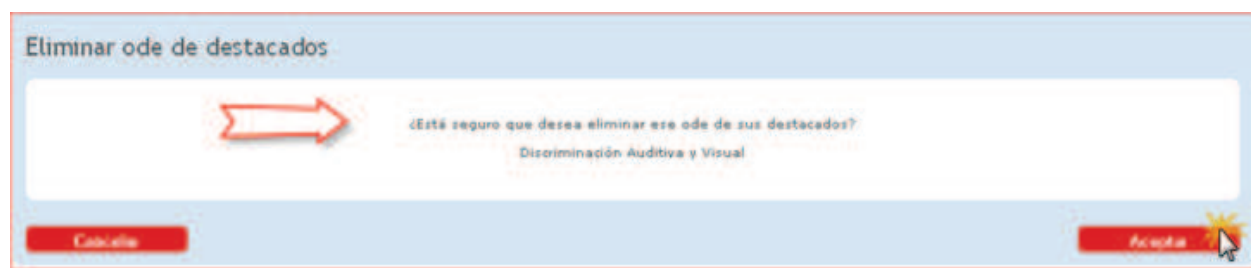 Eliminar ode de destacados
¿Está seguro que desea eliminar ese ode de sus destacados?
Discriminación Auditiva y Visual
Cancelar
Aceptar